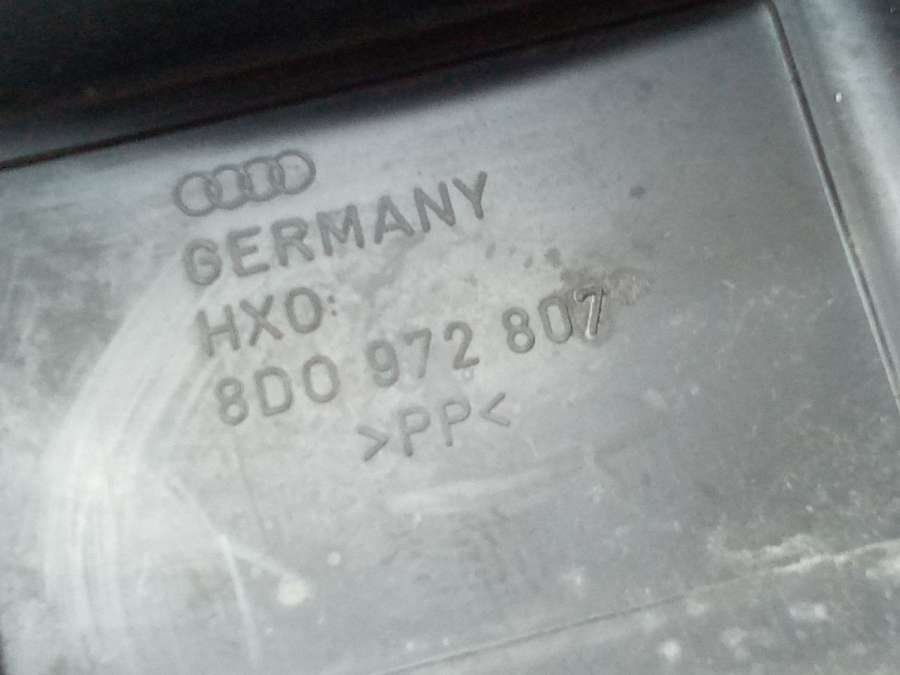 GERMANY
HXO:
8D0 972 807
>PP<